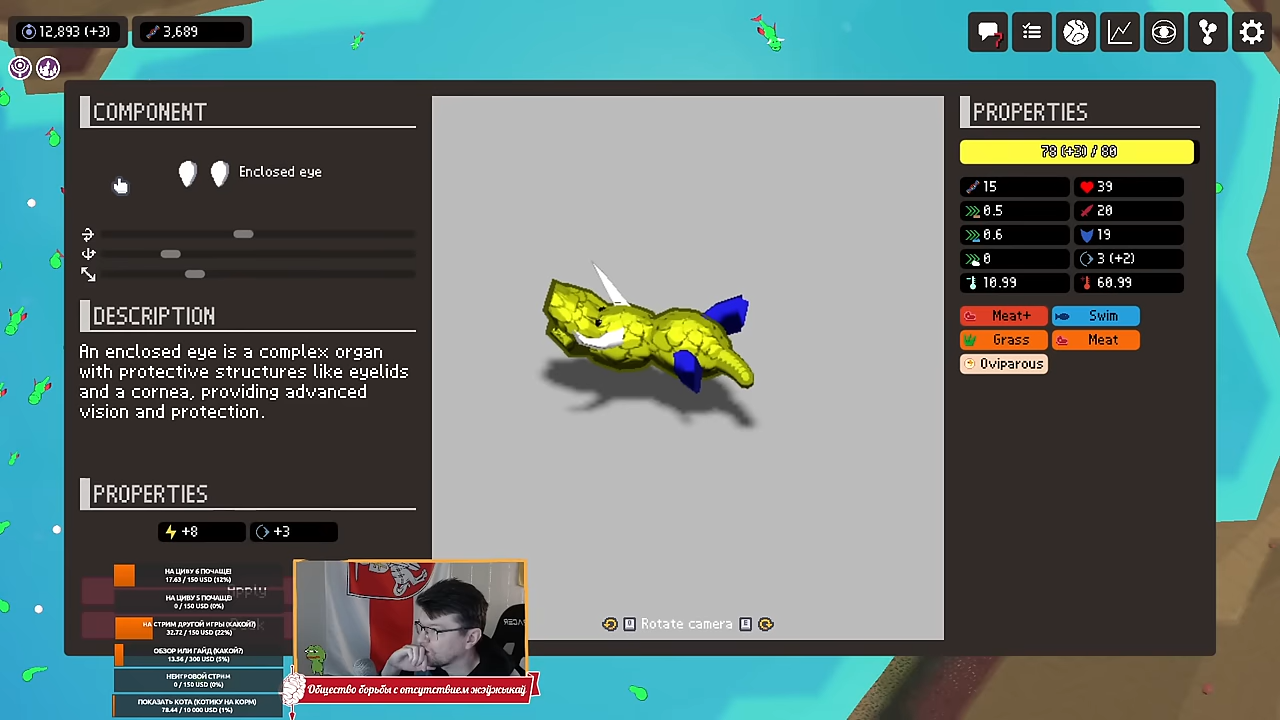 12,893 (+3)
3,689
COMPONENT
Enclosed eye
DESCRIPTION
An enclosed eye is a complex organ
with protective structures like eyelids
and a cornea, providing advanced
vision and protection.
PROPERTIES
+8
+3
Apply
НА ЦИВУ 6 ПОЧАЩЕ!
17.63 / 150 USD (12%)
НА ЦИВУ 5 ПОЧАЩЕ!
0 / 150 USD (0%)
НА СТРИМ ДРУГОЙ ИГРЫ (КАКОЙ?)
32.72 / 150 USD (22%)
ОБЗОР ИЛИ ГАЙД (КАКОЙ?)
13.56 / 300 USD (5%)
НЕИГРОВОЙ СТРИМ
0 / 150 USD (0%)
ПОКАЗАТЬ КОТА (КОТИКУ НА КОРМ)
78.44 / 10 000 USD (1%)
Общество борьбы с отсутствием жэўжыкаў
Q Rotate camera E
PROPERTIES
78 (+3) / 80
15
39
0.5
20
0.6
19
0
3 (+2)
10.99
60.99
Meat+
Swim
Grass
Meat
Oviparous